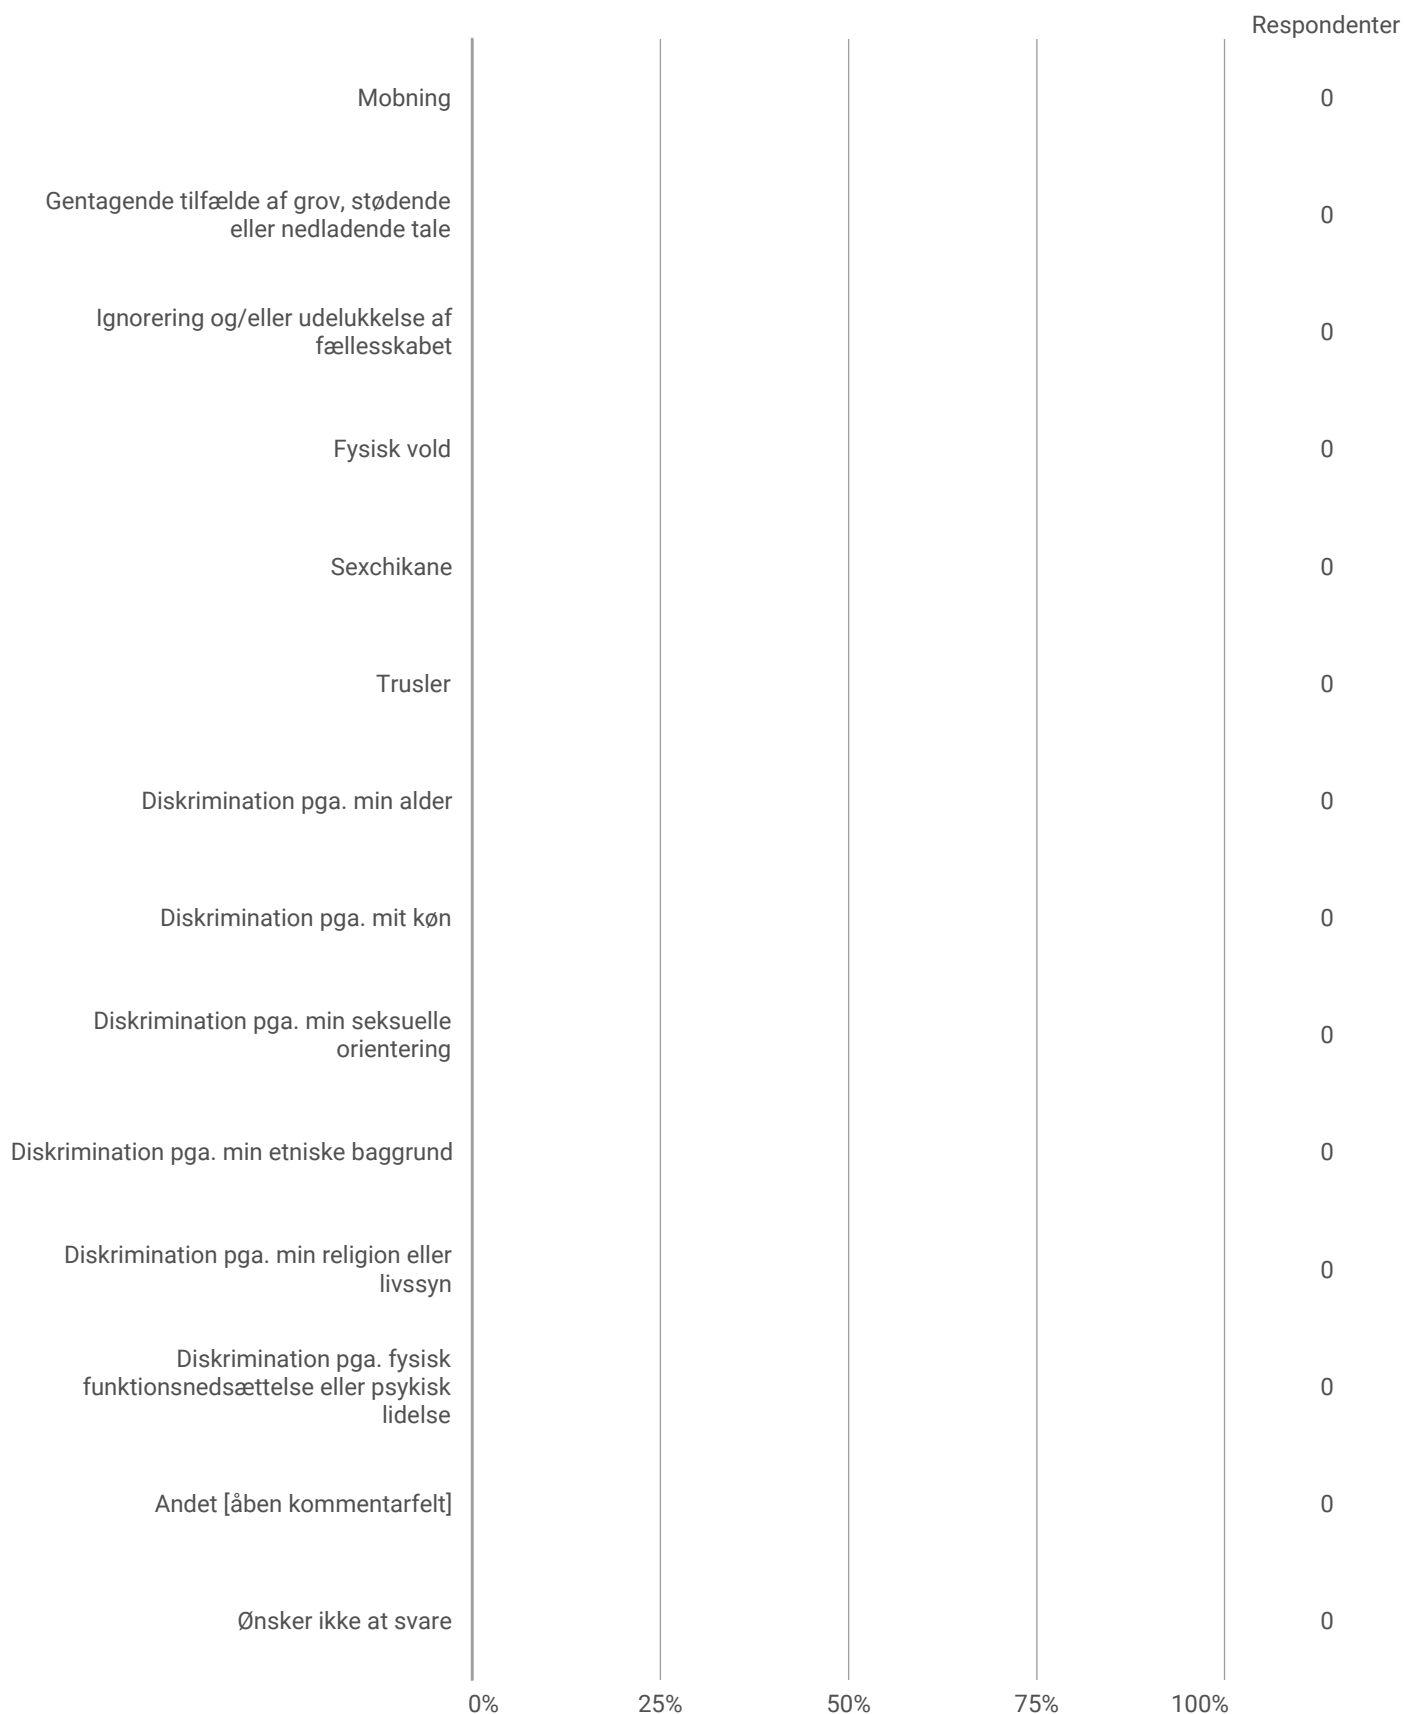 Respondenter
Mobning
0
Gentagende tilfælde af grov, stødende
eller nedladende tale
0
Ignorering og/eller udelukkelse af
fællesskabet
0
Fysisk vold
0
Sexchikane
0
Trusler
0
Diskrimination pga. min alder
0
Diskrimination pga. mit køn
0
Diskrimination pga. min seksuelle
orientering
0
Diskrimination pga. min etniske baggrund
0
Diskrimination pga. min religion eller
livssyn
0
Diskrimination pga. fysisk
funktionsnedsættelse eller psykisk
lidelse
0
Andet [åben kommentarfelt]
0
Ønsker ikke at svare
0
0% 25% 50% 75% 100%